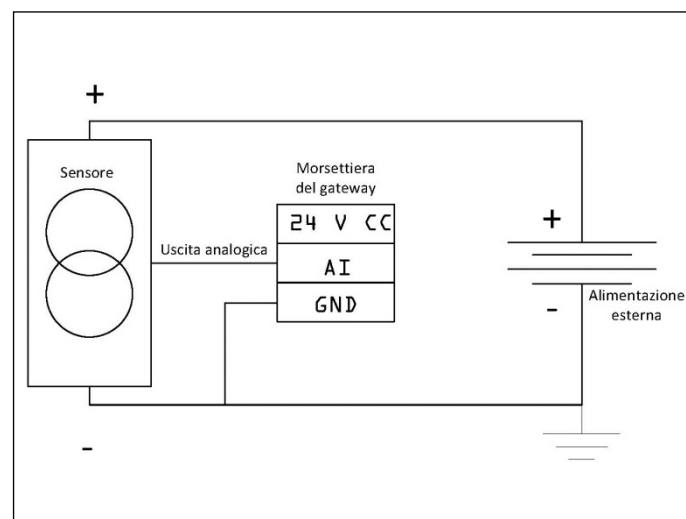 +
Sensore
Morsettiera
del gateway
24 V CC
+
Uscita analogica
AI
GND
Alimentazione
esterna
-
-